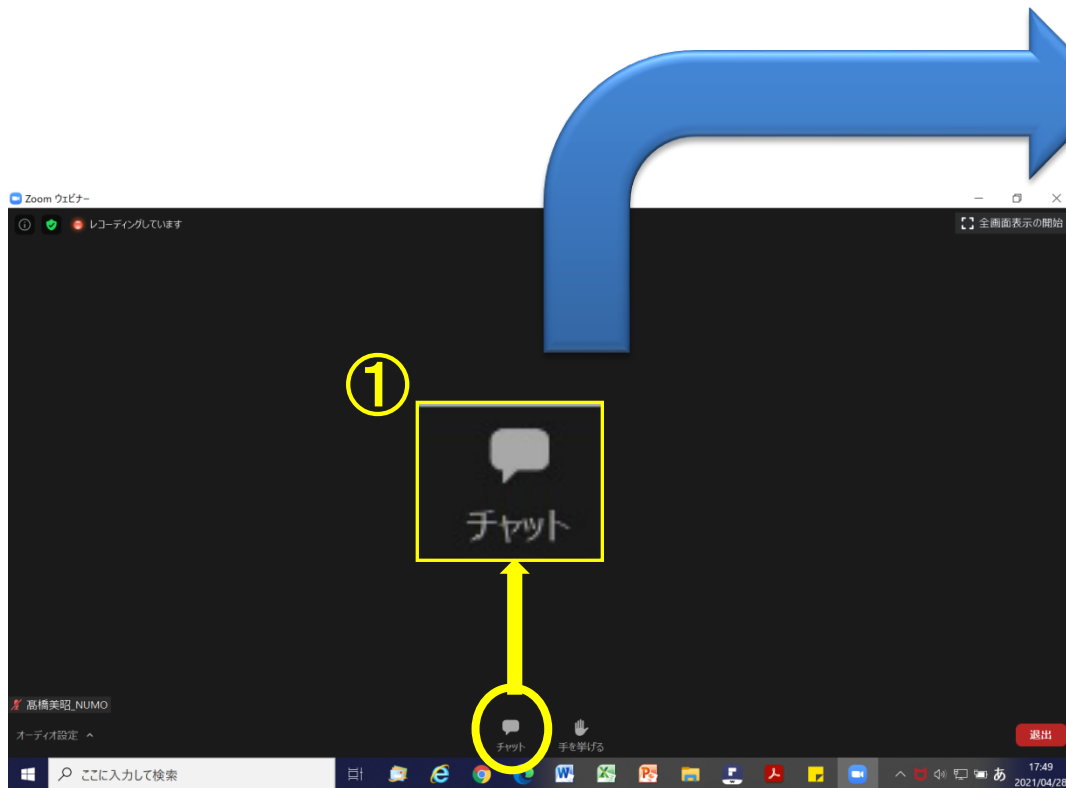 Zoom ウェビナー
レコーディングしています
全画面表示の開始
①
チャット
髙橋美昭_NUMO
オーディオ設定
チャット
手を挙げる
退出
ここに入力して検索
あ
17:49
2021/04/28